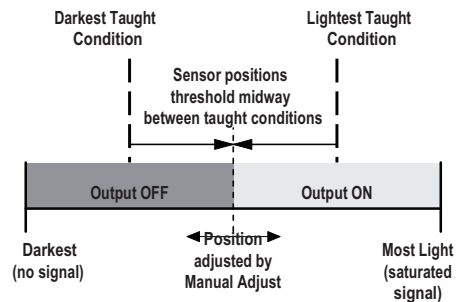 Darkest Taught
Condition
Lightest Taught
Condition
Sensor positions
threshold midway
between taught conditions
Output OFF
Output ON
Darkest
(no signal)
Position
adjusted by
Manual Adjust
Most Light
(saturated
signal)